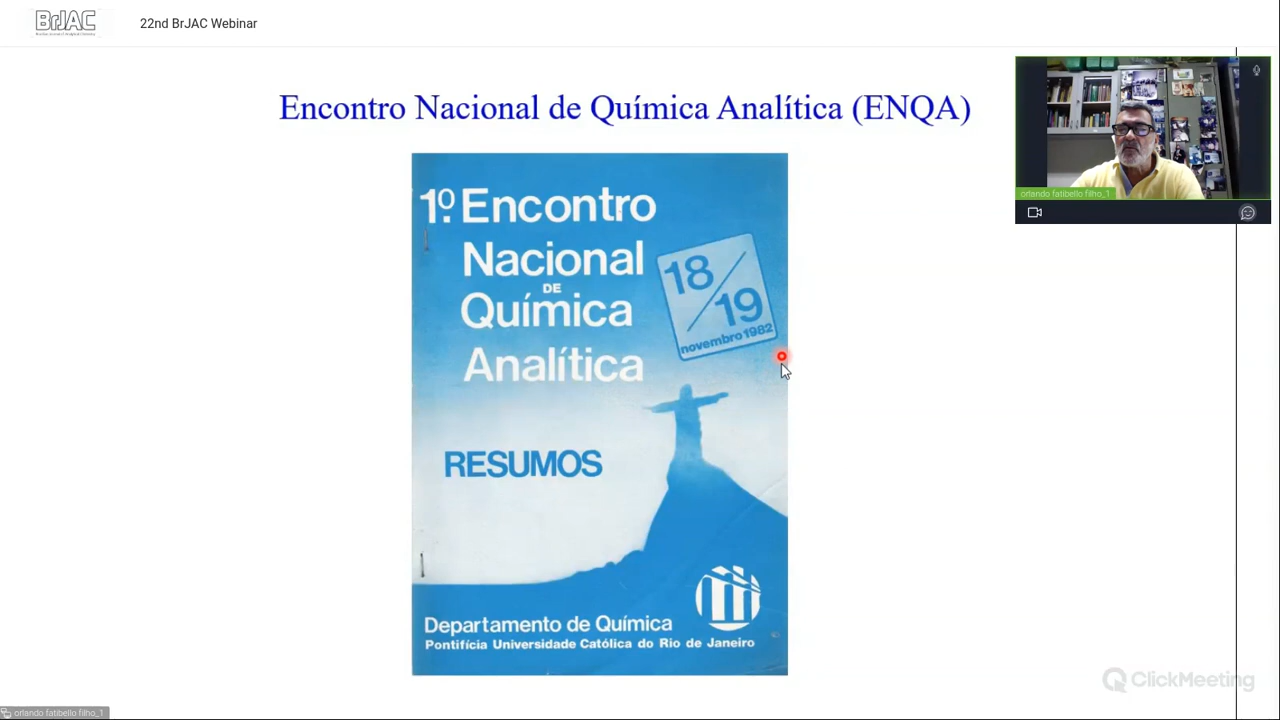 BrJAC
22nd BrJAC Webinar
Encontro Nacional de Química Analítica (ENQA)
1º Encontro
Nacional
DE
Química
Analítica
18/19
novembro 1982
RESUMOS
Departamento de Química
Pontifícia Universidade Católica do Rio de Janeiro
orlando fatibello filho_1
ClickMeeting
orlando fatibello filho_1